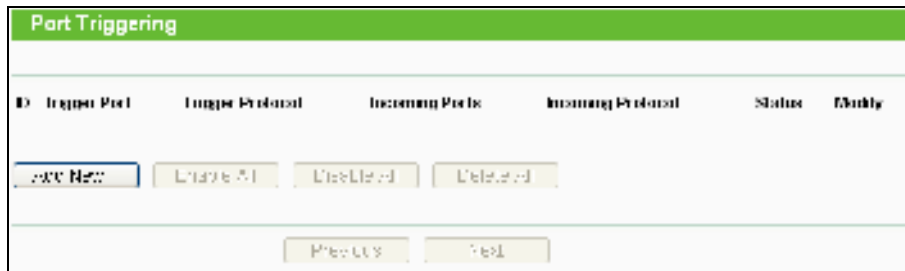 Port Triggering
ID Trigger Port Trigger Protocol Incoming Ports Incoming Protocol Status Modify
Add New... Enable All Disable All Delete All
Previous Next